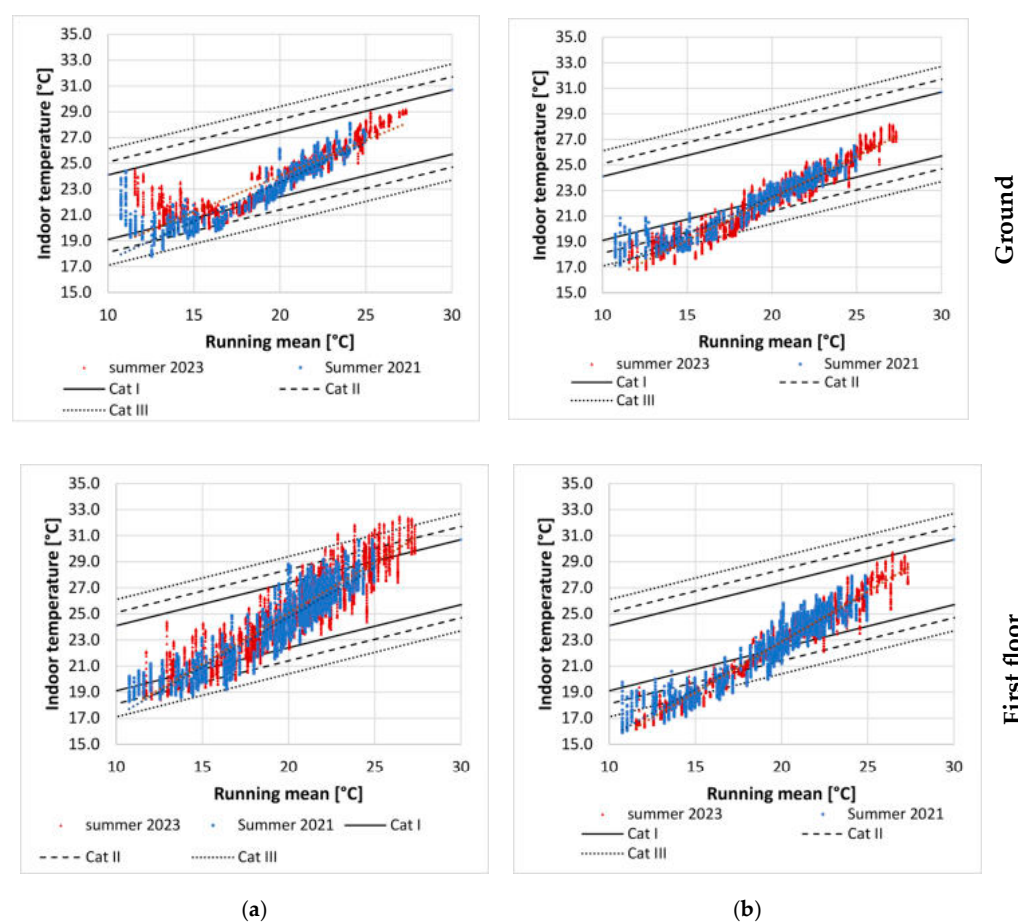 35.0
33.0
31.0
29.0
27.0
25.0
23.0
21.0
19.0
17.0
15.0
Indoor temperature [°C]
10 15 20 25 30
Running mean [°C]
summer 2023 Summer 2021
Cat I Cat II
Cat III
35.0
33.0
31.0
29.0
27.0
25.0
23.0
21.0
19.0
17.0
15.0
Indoor temperature [°C]
10 15 20 25 30
Running mean [°C]
summer 2023 Summer 2021
Cat I Cat II
Cat III
Ground
35.0
33.0
31.0
29.0
27.0
25.0
23.0
21.0
19.0
17.0
15.0
Indoor temperature [°C]
10 15 20 25 30
Running mean [°C]
summer 2023 Summer 2021 Cat I
Cat II Cat III
35.0
33.0
31.0
29.0
27.0
25.0
23.0
21.0
19.0
17.0
15.0
Indoor temperature [°C]
10 15 20 25 30
Running mean [°C]
summer 2023 Summer 2021
Cat I Cat II
Cat III
First floor
(a) (b)